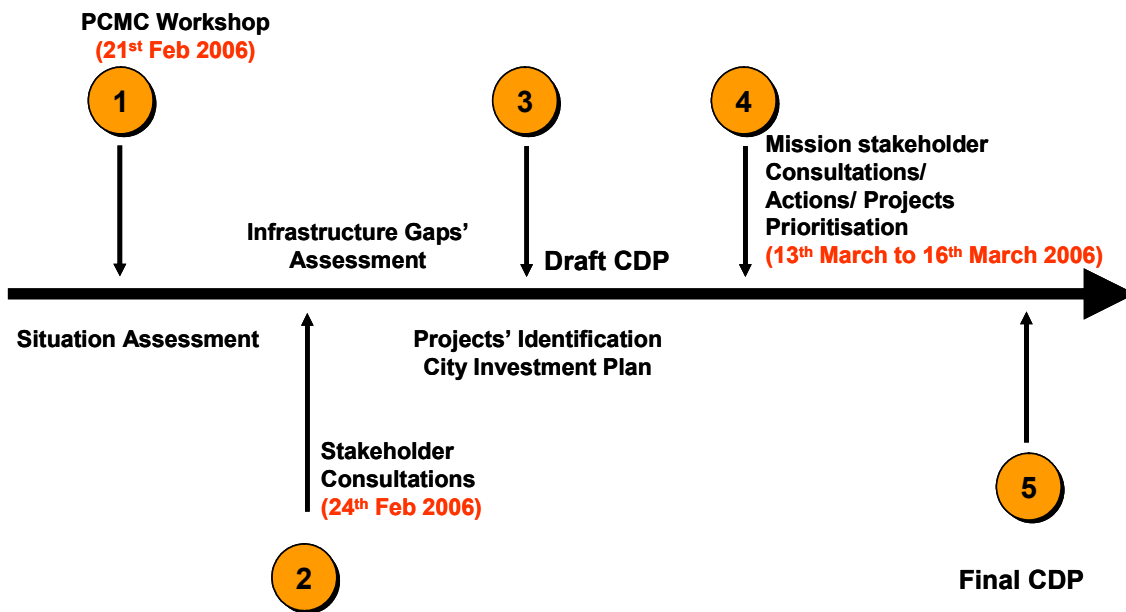 PCMC Workshop
(21st Feb 2006)
1
3
4
Mission stakeholder
Consultations/
Actions/ Projects
Prioritisation
(13th March to 16th March 2006)
Infrastructure Gaps’
Assessment
Draft CDP
Situation Assessment
Projects’ Identification
City Investment Plan
Stakeholder
Consultations
(24th Feb 2006)
2
5
Final CDP